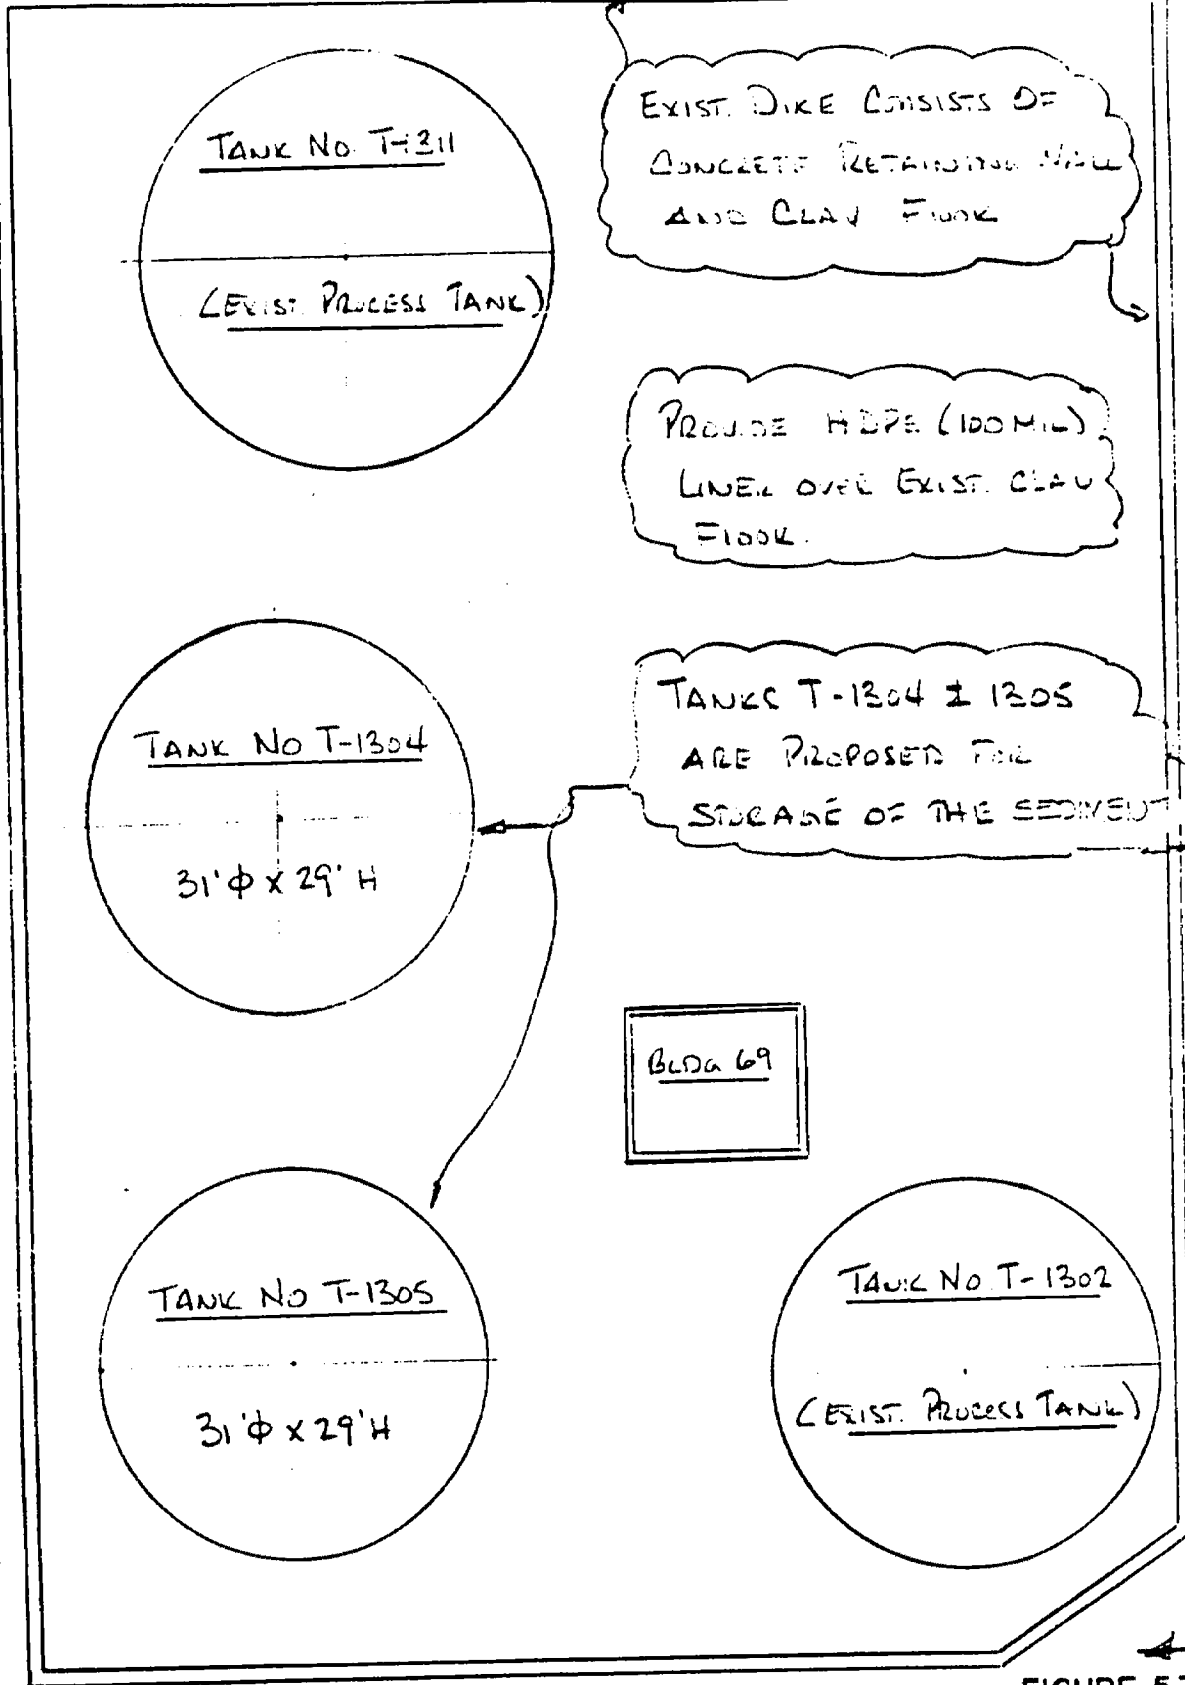 TANK No. T-1311
(EXIST. PROCESS TANK)
EXIST. DIKE CONSISTS OF
CONCRETE RETAINING WALL
AND CLAY FLOOR
PROVIDE HDPE (100 MIL)
LINER OVER EXIST. CLAY
FLOOR.
TANKS T-1304 & 1305
ARE PROPOSED FOR
STORAGE OF THE SEDIMENT
TANK NO T-1304
31'Φ x 29' H
BLDG 69
TANK NO T-1305
31'Φ x 29' H
TANK NO. T-1302
(EXIST. PROCESS TANK)
FIGURE